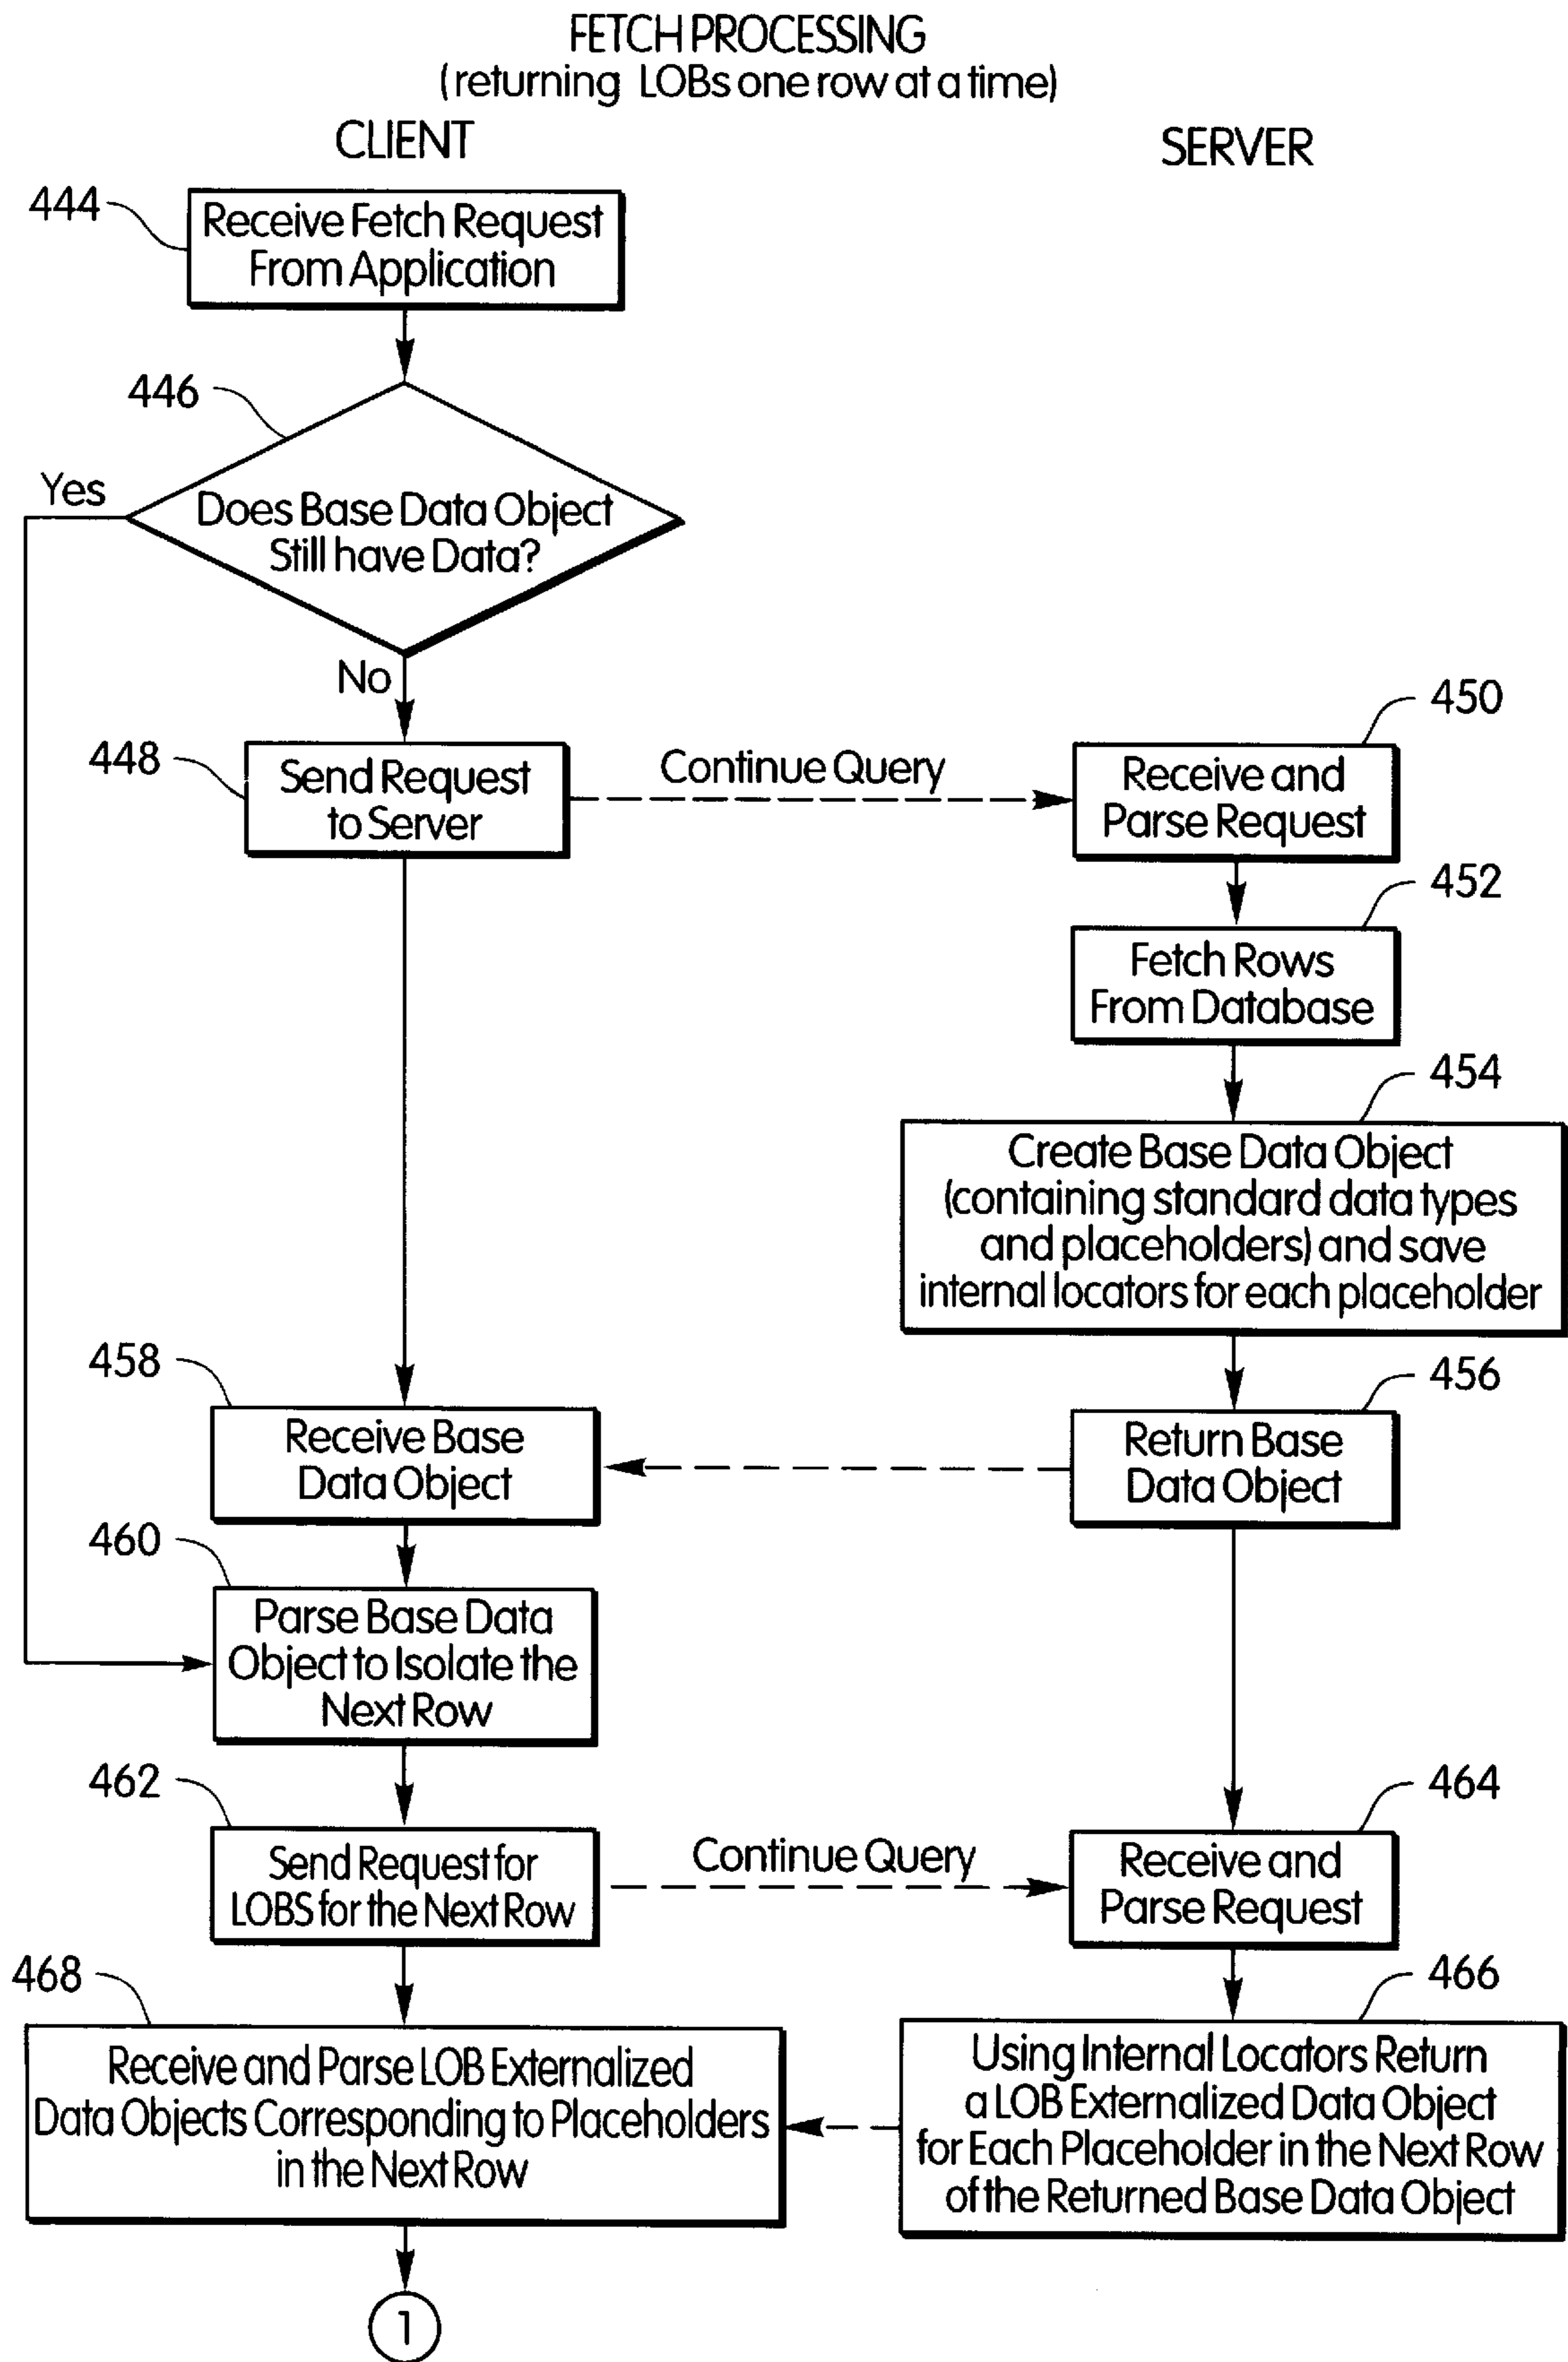 FETCH PROCESSING
(returning LOBs one row at a time)
CLIENT
SERVER
444
Receive Fetch Request
From Application
446
Yes
Does Base Data Object
Still have Data?
No
448
Send Request
to Server
Continue Query
450
Receive and
Parse Request
452
Fetch Rows
From Database
454
Create Base Data Object
(containing standard data types
and placeholders) and save
internal locators for each placeholder
458
Receive Base
Data Object
456
Return Base
Data Object
460
Parse Base Data
Object to Isolate the
Next Row
462
Send Request for
LOBS for the Next Row
Continue Query
464
Receive and
Parse Request
468
Receive and Parse LOB Externalized
Data Objects Corresponding to Placeholders
in the Next Row
466
Using Internal Locators Return
a LOB Externalized Data Object
for Each Placeholder in the Next Row
of the Returned Base Data Object
1